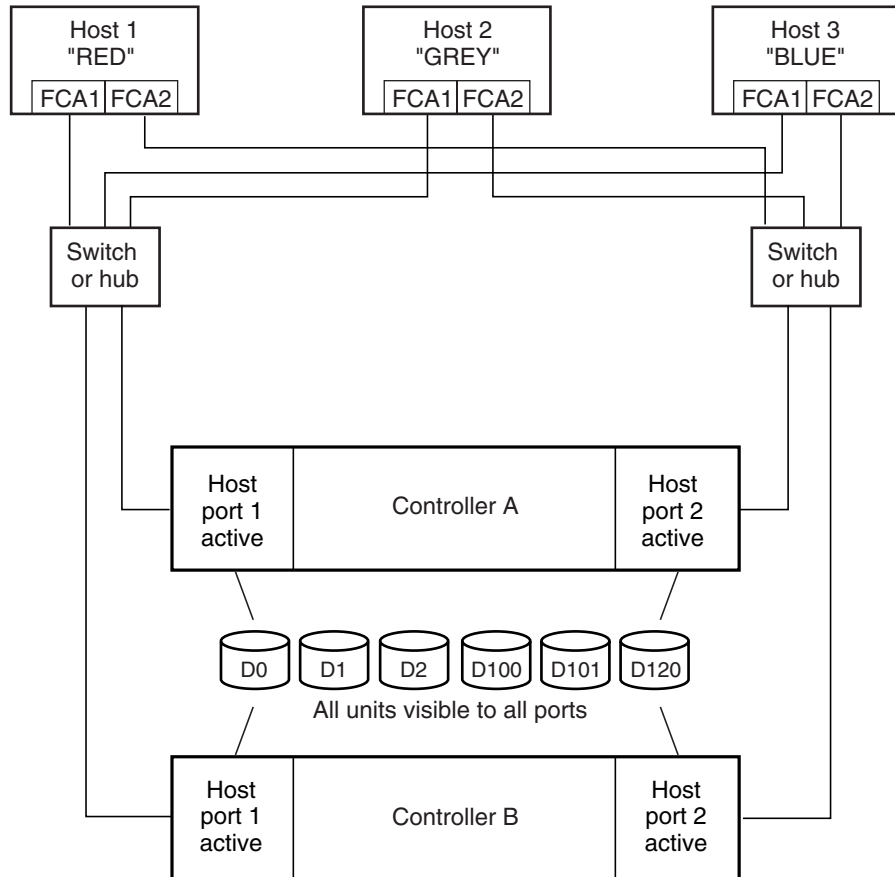 Host 1
"RED"
FCA1 FCA2
Host 2
"GREY"
FCA1 FCA2
Host 3
"BLUE"
FCA1 FCA2
Switch
or hub
Switch
or hub
Host
port 1
active
Controller A
Host
port 2
active
D0 D1 D2 D100 D101 D120
All units visible to all ports
Host
port 1
active
Controller B
Host
port 2
active